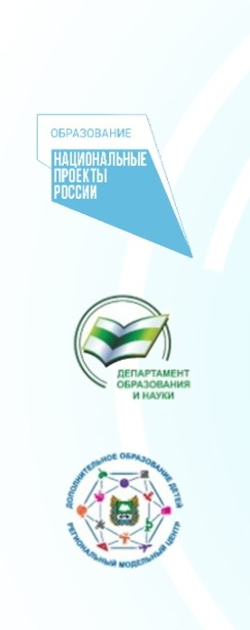 ОБРАЗОВАНИЕ
НАЦИОНАЛЬНЫЕ
ПРОЕКТЫ
РОССИИ
ДЕПАРТАМЕНТ
ОБРАЗОВАНИЯ
И НАУКИ
ДОПОЛНИТЕЛЬНОЕ ОБРАЗОВАНИЕ ДЕТЕЙ
РЕГИОНАЛЬНЫЙ МОДЕЛЬНЫЙ ЦЕНТР